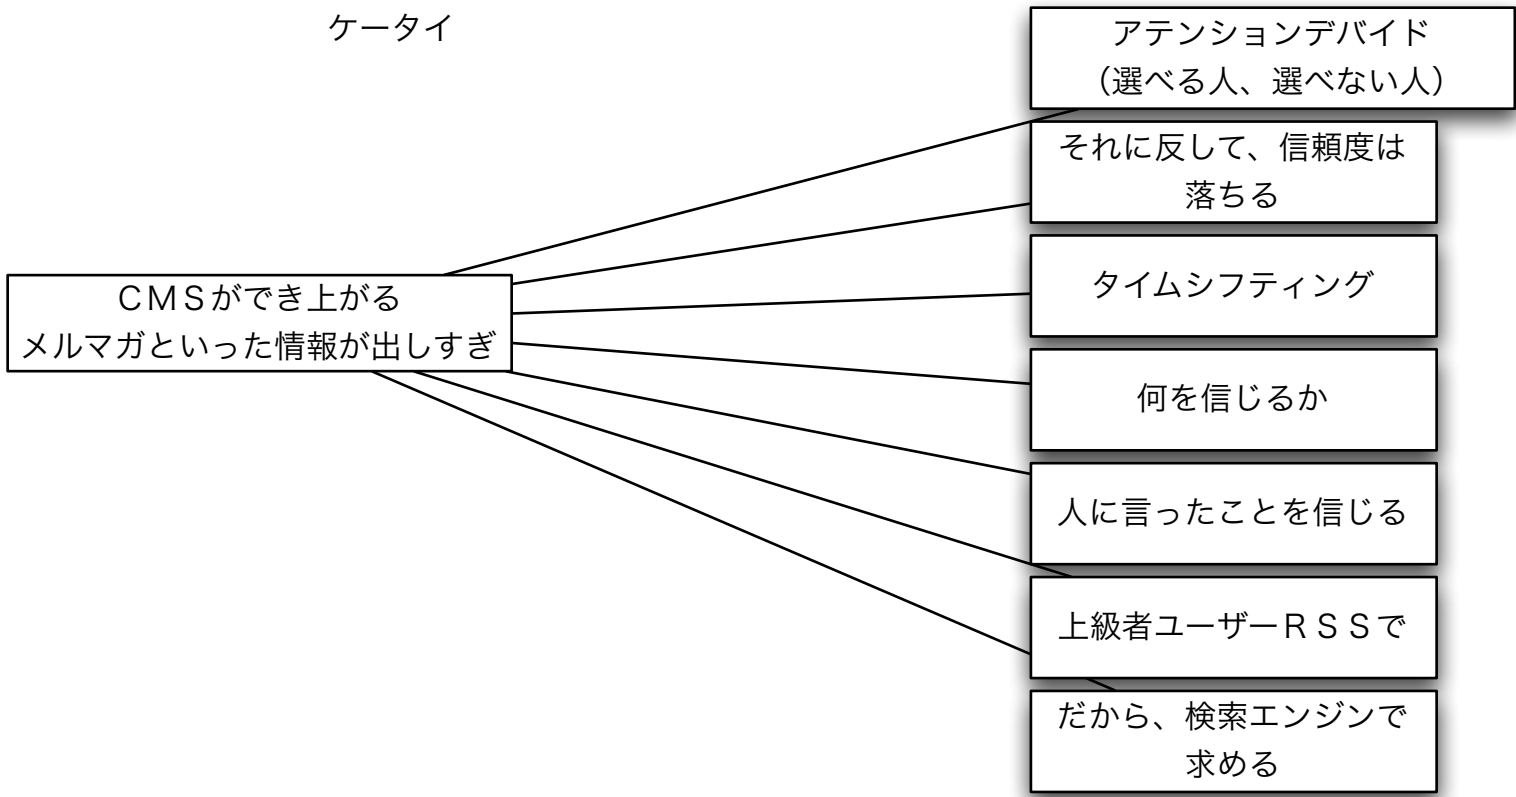 ケータイ
CMSができ上がる
メルマガといった情報が出しすぎ
アテンションデバイド
（選べる人、選べない人）
それに反して、信頼度は
落ちる
タイムシフティング
何を信じるか
人に言ったことを信じる
上級者ユーザーRSSで
だから、検索エンジンで
求める